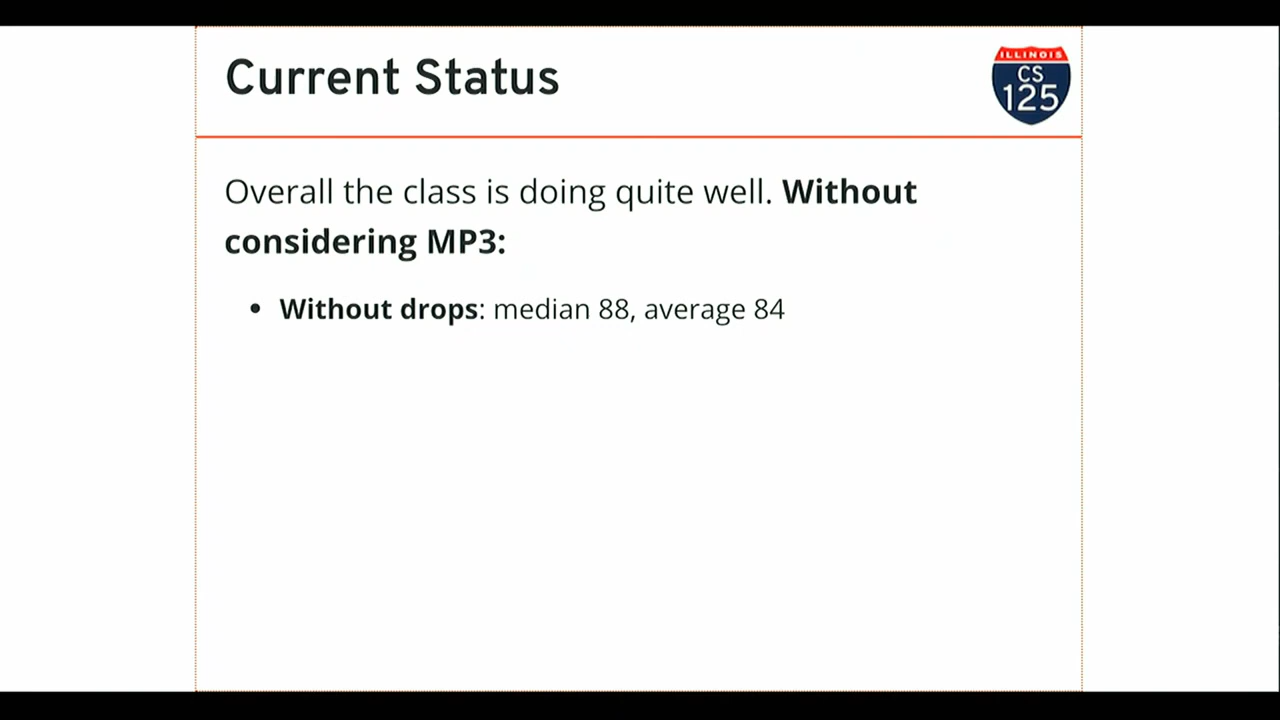 Current Status
ILLINOIS
CS
125
Overall the class is doing quite well. Without
considering MP3:
• Without drops: median 88, average 84